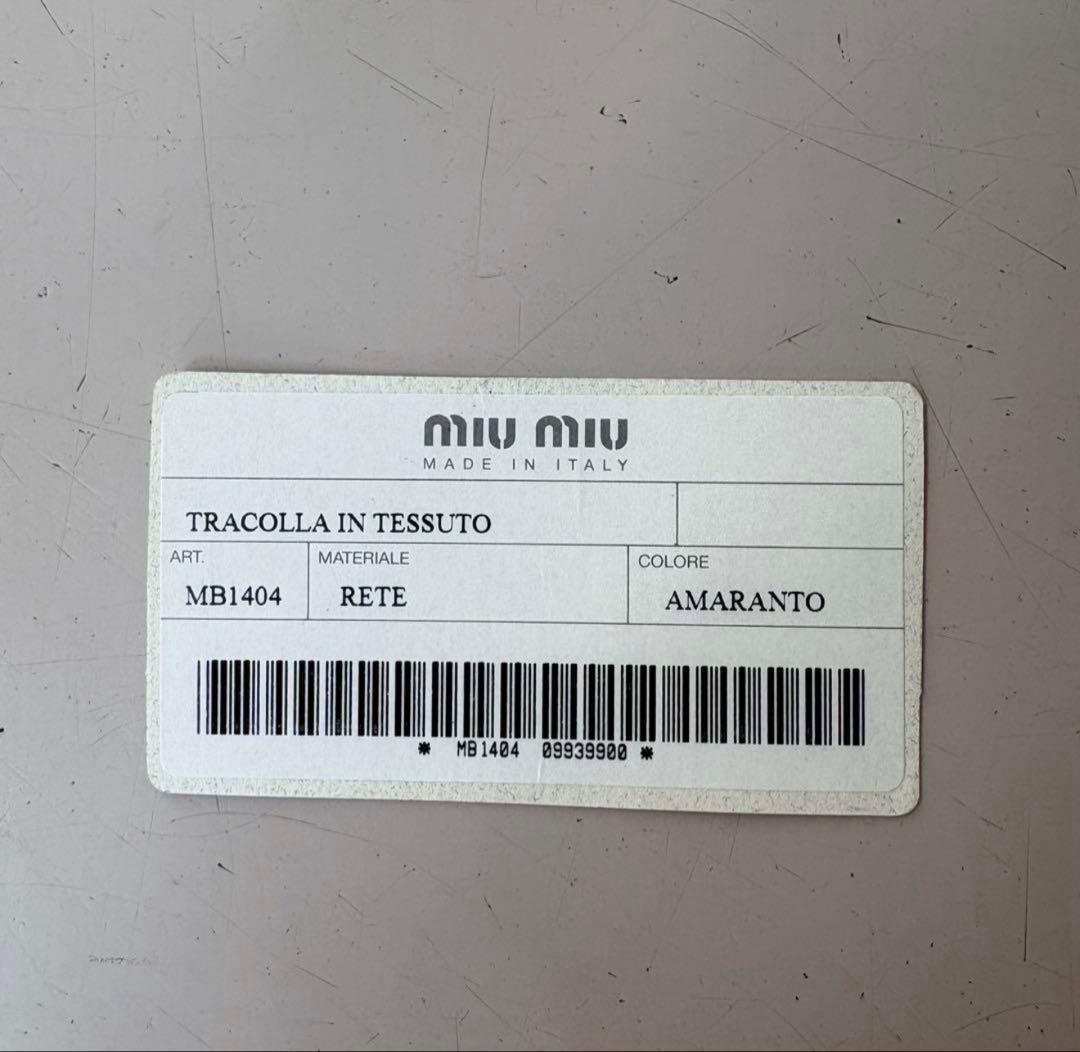 miu miu
MADE IN ITALY
TRACOLLA IN TESSUTO
ART. MATERIALE COLORE
MB1404 RETE AMARANTO
* MB1404 09939900 *